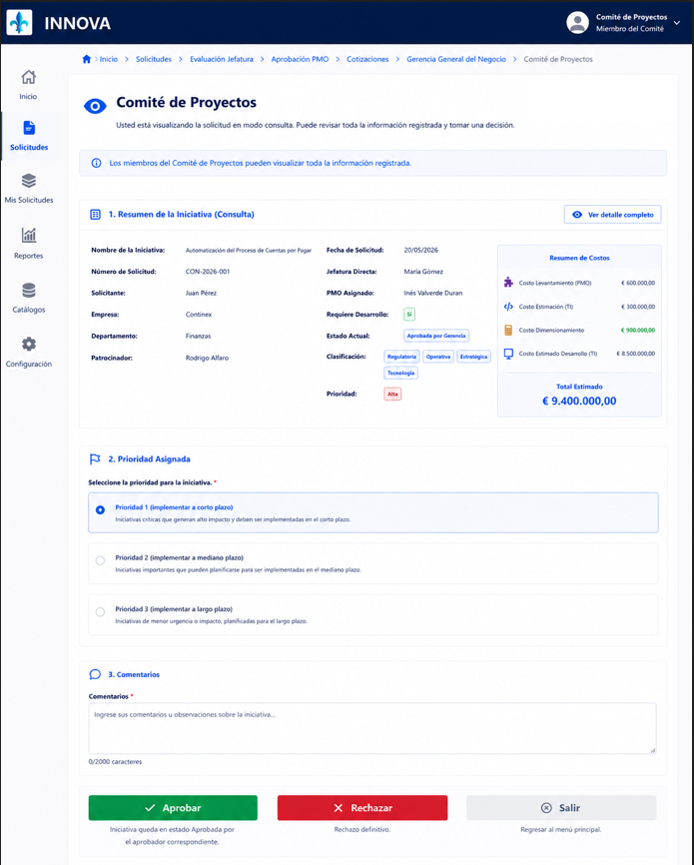 INNOVA
Comité de Proyectos
Miembro del Comité
Inicio > Solicitudes > Evaluación Jefatura > Aprobación PMO > Cotizaciones > Gerencia General del Negocio > Comité de Proyectos
Inicio
Solicitudes
Mis Solicitudes
Reportes
Catálogos
Configuración
Comité de Proyectos
Usted está visualizando la solicitud en modo consulta. Puede revisar toda la información registrada y tomar una decisión.
Los miembros del Comité de Proyectos pueden visualizar toda la información registrada.
1. Resumen de la Iniciativa (Consulta)
Ver detalle completo
Nombre de la Iniciativa: Automatización del Proceso de Cuentas por Pagar
Número de Solicitud: CON-2026-001
Solicitante: Juan Pérez
Empresa: Continex
Departamento: Finanzas
Patrocinador: Rodrigo Alfaro
Fecha de Solicitud: 20/05/2026
Jefatura Directa: María Gómez
PMO Asignado: Inés Valverde Duran
Requiere Desarrollo: Sí
Estado Actual: Aprobada por Gerencia
Clasificación: Regulatoria Operativa Estratégica
Tecnología
Prioridad: Alta
Resumen de Costos
Costo Levantamiento (PMO) € 600.000,00
Costo Estimación (TI) € 300.000,00
Costo Dimensionamiento € 900.000,00
Costo Estimado Desarrollo (TI) € 8.500.000,00
Total Estimado
€ 9.400.000,00
2. Prioridad Asignada
Seleccione la prioridad para la iniciativa. *
Prioridad 1 (implementar a corto plazo)
Iniciativas críticas que generan alto impacto y deben ser implementadas en el corto plazo.
Prioridad 2 (implementar a mediano plazo)
Iniciativas importantes que pueden planificarse para ser implementadas en el mediano plazo.
Prioridad 3 (implementar a largo plazo)
Iniciativas de menor urgencia o impacto, planificadas para el largo plazo.
3. Comentarios
Comentarios *
Ingrese sus comentarios u observaciones sobre la iniciativa...
0/2000 caracteres
Aprobar
Iniciativa queda en estado Aprobada por
el aprobador correspondiente.
Rechazar
Rechazo definitivo.
Salir
Regresar al menú principal.